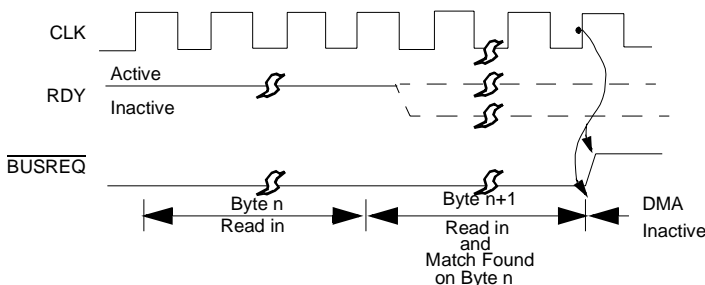 CLK
Active
RDY
Inactive
BUSREQ
Byte n
Read in
Byte n+1
Read in
and
Match Found
on Byte n
DMA
Inactive